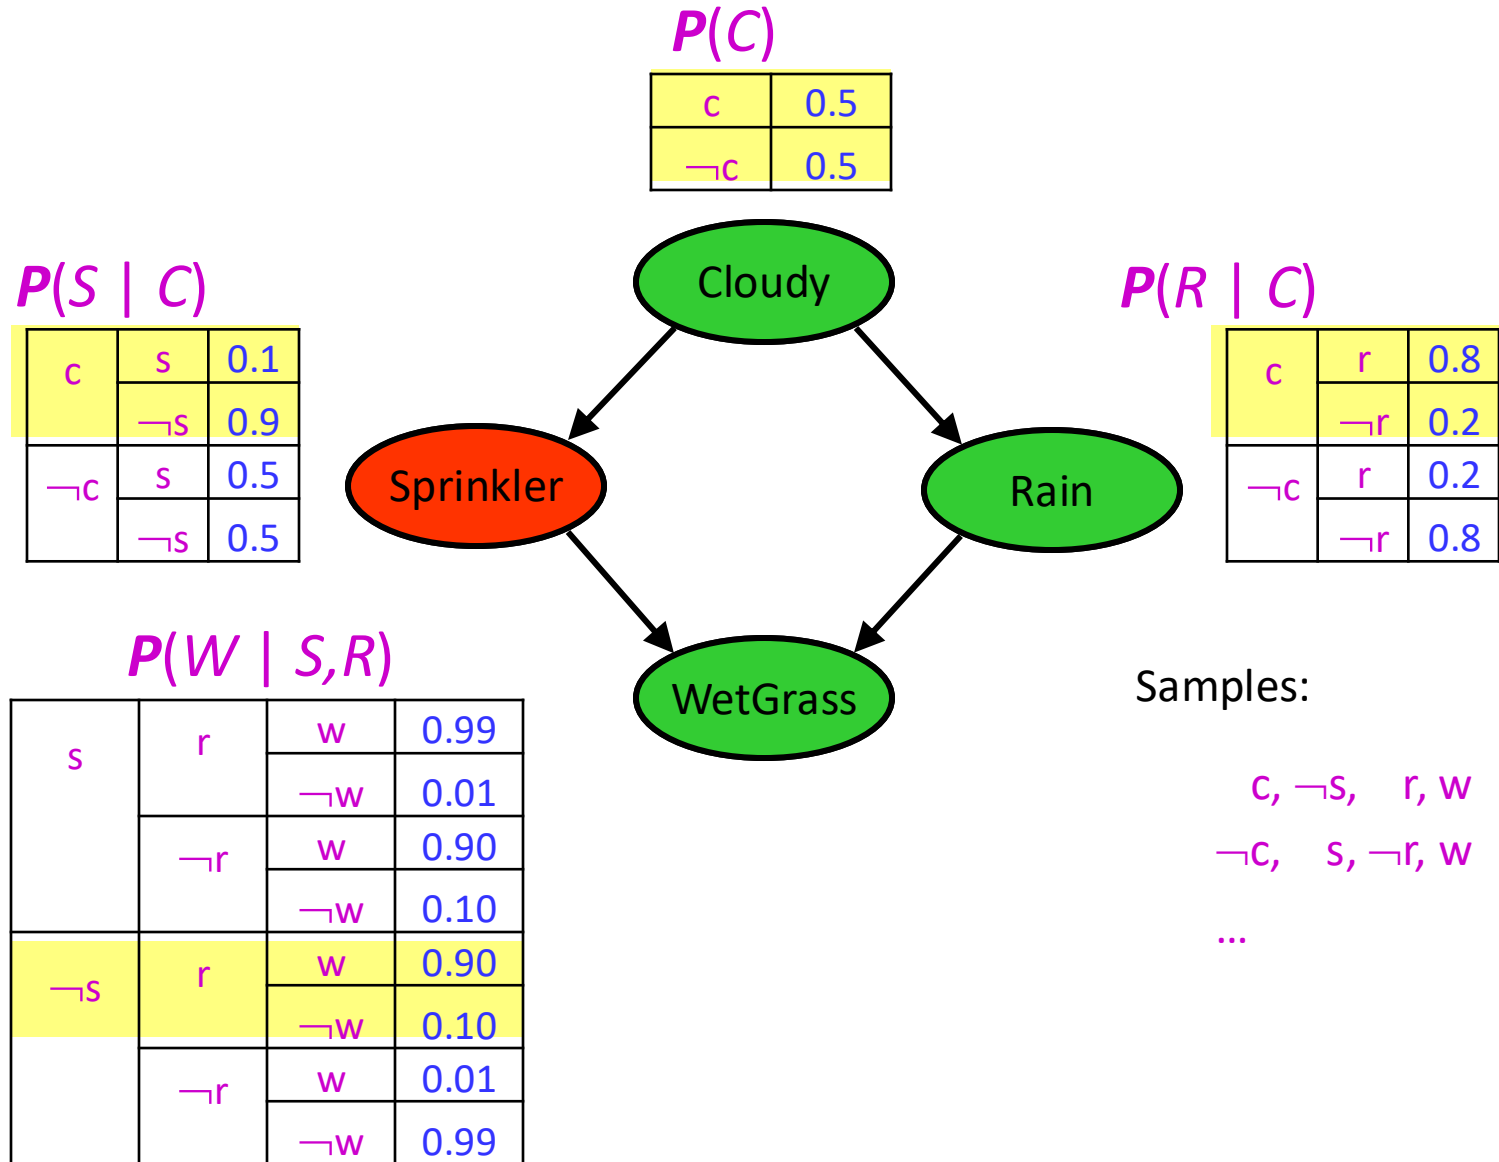 P(C)
c 0.5
¬c 0.5
Cloudy
P(S | C)
c s 0.1
¬s 0.9
¬c s 0.5
¬s 0.5
P(R | C)
c r 0.8
¬r 0.2
¬c r 0.2
¬r 0.8
Sprinkler
Rain
P(W | S,R)
s r w 0.99
¬w 0.01
¬r w 0.90
¬w 0.10
¬s r w 0.90
¬w 0.10
¬r w 0.01
¬w 0.99
WetGrass
Samples:
c, ¬s, r, w
¬c, s, ¬r, w
...